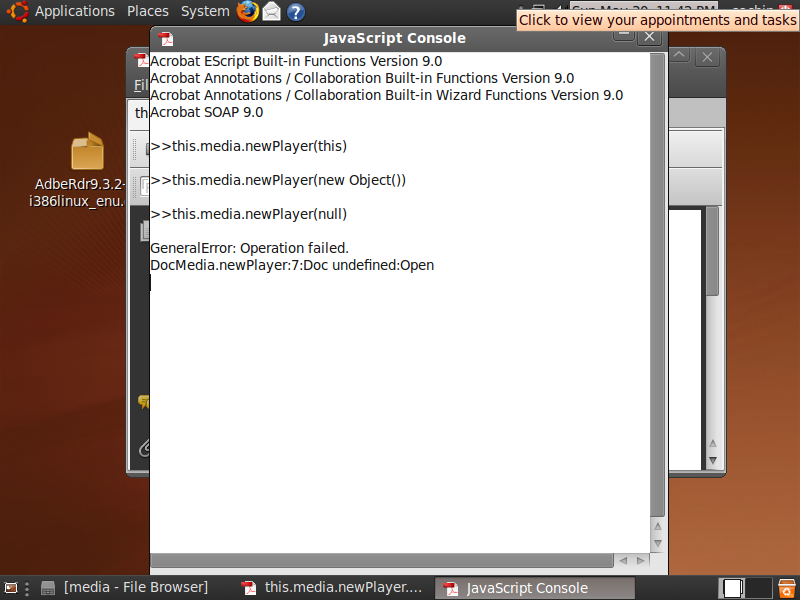 Applications Places System
Click to view your appointments and tasks
JavaScript Console
Acrobat EScript Built-in Functions Version 9.0
Acrobat Annotations / Collaboration Built-in Functions Version 9.0
Acrobat Annotations / Collaboration Built-in Wizard Functions Version 9.0
Acrobat SOAP 9.0
>>this.media.newPlayer(this)
>>this.media.newPlayer(new Object())
>>this.media.newPlayer(null)
GeneralError: Operation failed.
DocMedia.newPlayer:7:Doc undefined:Open
Fil
th
AdbeRdr9.3.2-
i386linux_enu.
[media - File Browser]
this.media.newPlayer....
JavaScript Console